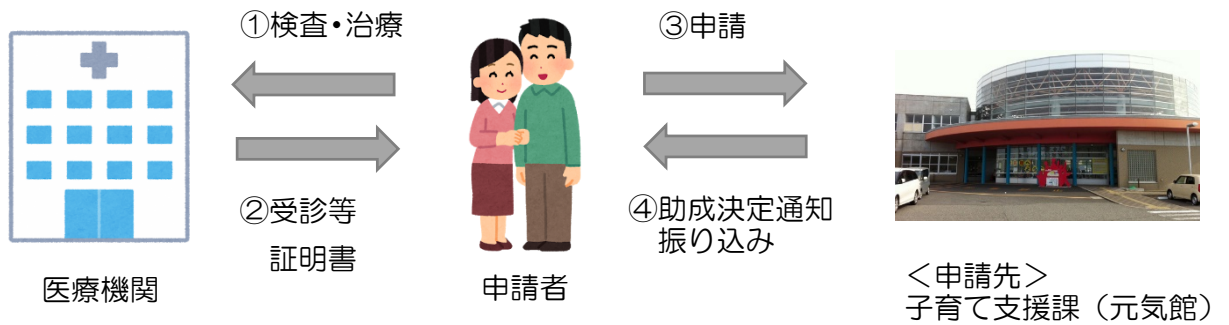 ①検査・治療
②受診等
証明書
③申請
④助成決定通知
振り込み
医療機関
申請者
＜申請先＞
子育て支援課（元気館）